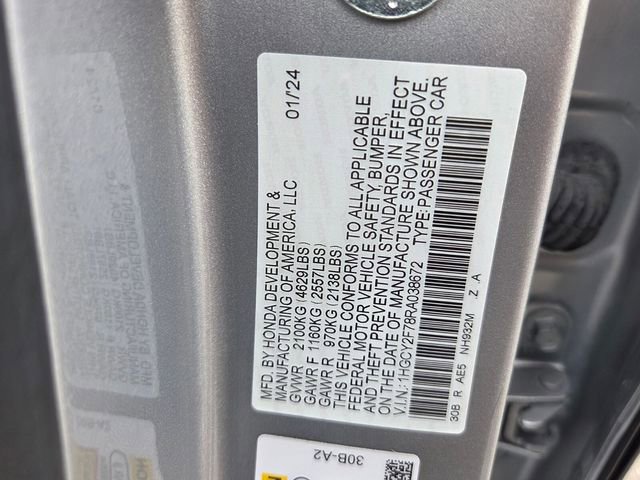 MFD. BY HONDA DEVELOPMENT &
MANUFACTURING OF AMERICA, LLC 01/24
GVWR 2100KG (4629LBS)
GAWR F 1160KG (2557LBS)
GAWR R 970KG (2138LBS)
THIS VEHICLE CONFORMS TO ALL APPLICABLE
FEDERAL MOTOR VEHICLE SAFETY, BUMPER,
AND THEFT PREVENTION STANDARDS IN EFFECT
ON THE DATE OF MANUFACTURE SHOWN ABOVE.
V.I.N.: 1HGCY2F78RA038672 TYPE:PASSENGER CAR
30B R AE5 NH932M Z .A
30B-A2